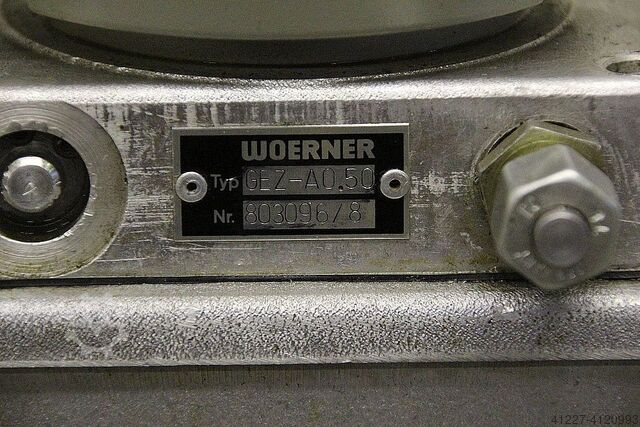 WOERNER
Typ GEZ-A0.50
Nr. 803096/8
41227-4120993